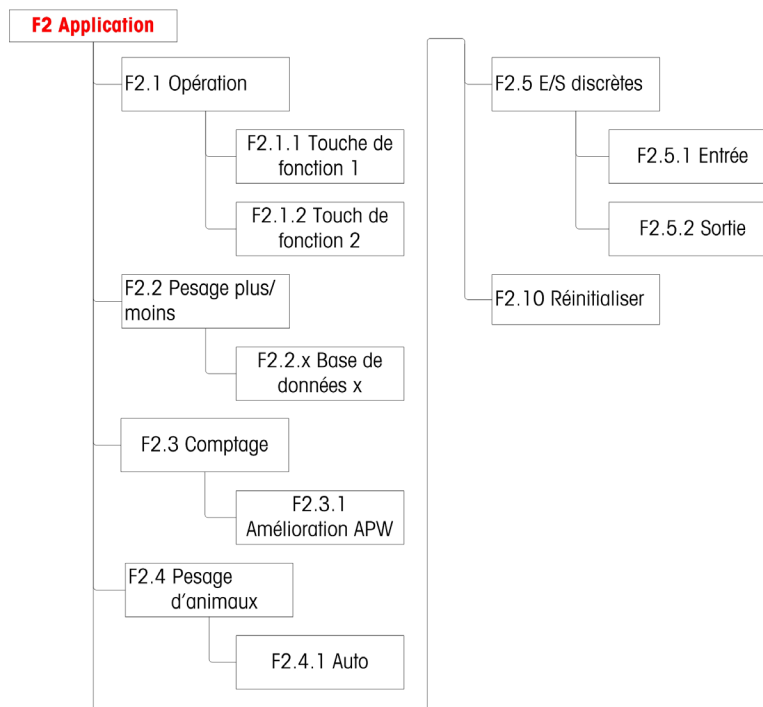 F2 Application
F2.1 Opération
F2.1.1 Touche de
fonction 1
F2.1.2 Touch de
fonction 2
F2.2 Pesage plus/
moins
F2.2.x Base de
données x
F2.3 Comptage
F2.3.1
Amélioration APW
F2.4 Pesage
d’animaux
F2.4.1 Auto
F2.5 E/S discrètes
F2.5.1 Entrée
F2.5.2 Sortie
F2.10 Réinitialiser